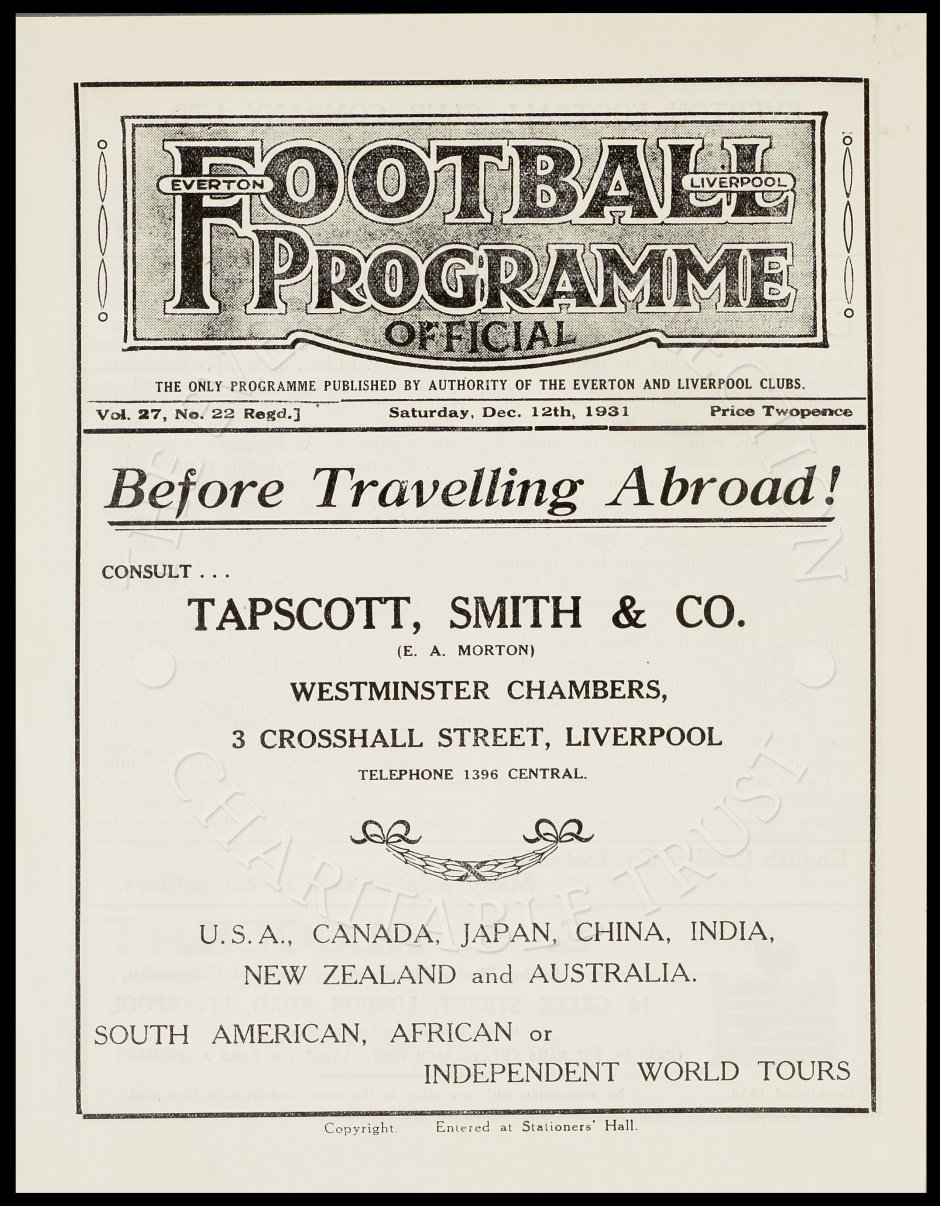 EVERTON
LIVERPOOL
FOOTBALL
PROGRAMME
OFFICIAL
THE ONLY PROGRAMME PUBLISHED BY AUTHORITY OF THE EVERTON AND LIVERPOOL CLUBS.
Vol. 27, No. 22 Regd.] Saturday, Dec. 12th, 1931 Price Twopence
Before Travelling Abroad!
CONSULT . . .
TAPSCOTT, SMITH & CO.
(E. A. MORTON)
WESTMINSTER CHAMBERS,
3 CROSSHALL STREET, LIVERPOOL
TELEPHONE 1396 CENTRAL.
U.S.A., CANADA, JAPAN, CHINA, INDIA,
NEW ZEALAND and AUSTRALIA.
SOUTH AMERICAN, AFRICAN or
INDEPENDENT WORLD TOURS
Copyright. Entered at Stationers' Hall.
CHARITABLE TRUST